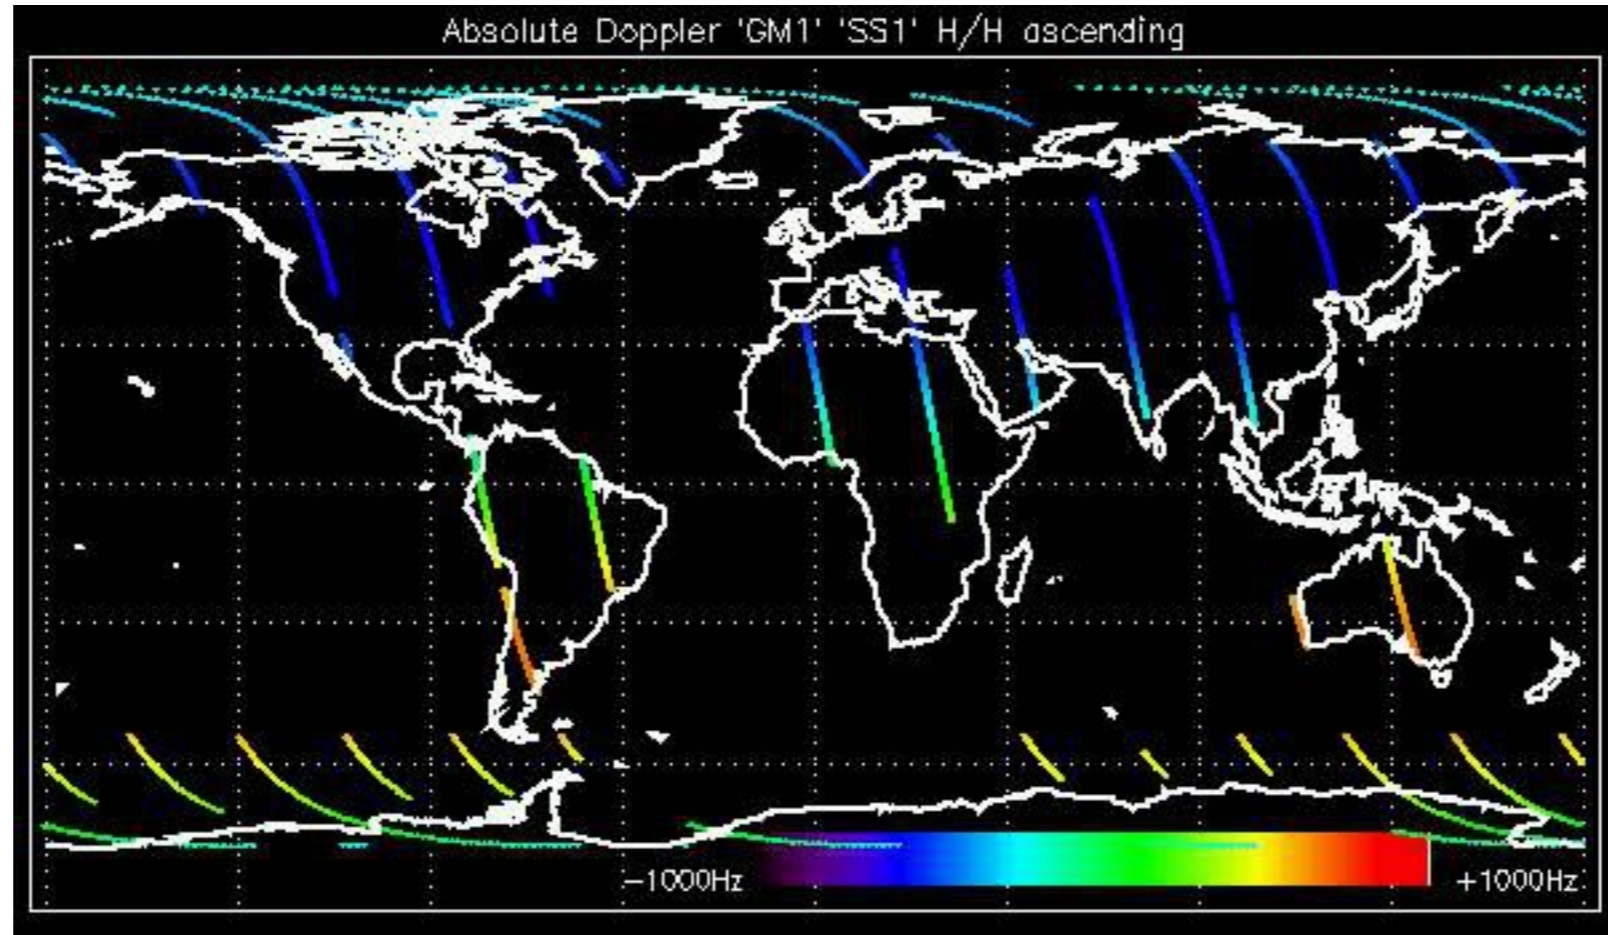 Absolute Doppler 'GM1' 'SS1' H/H ascending
−1000Hz
+1000Hz